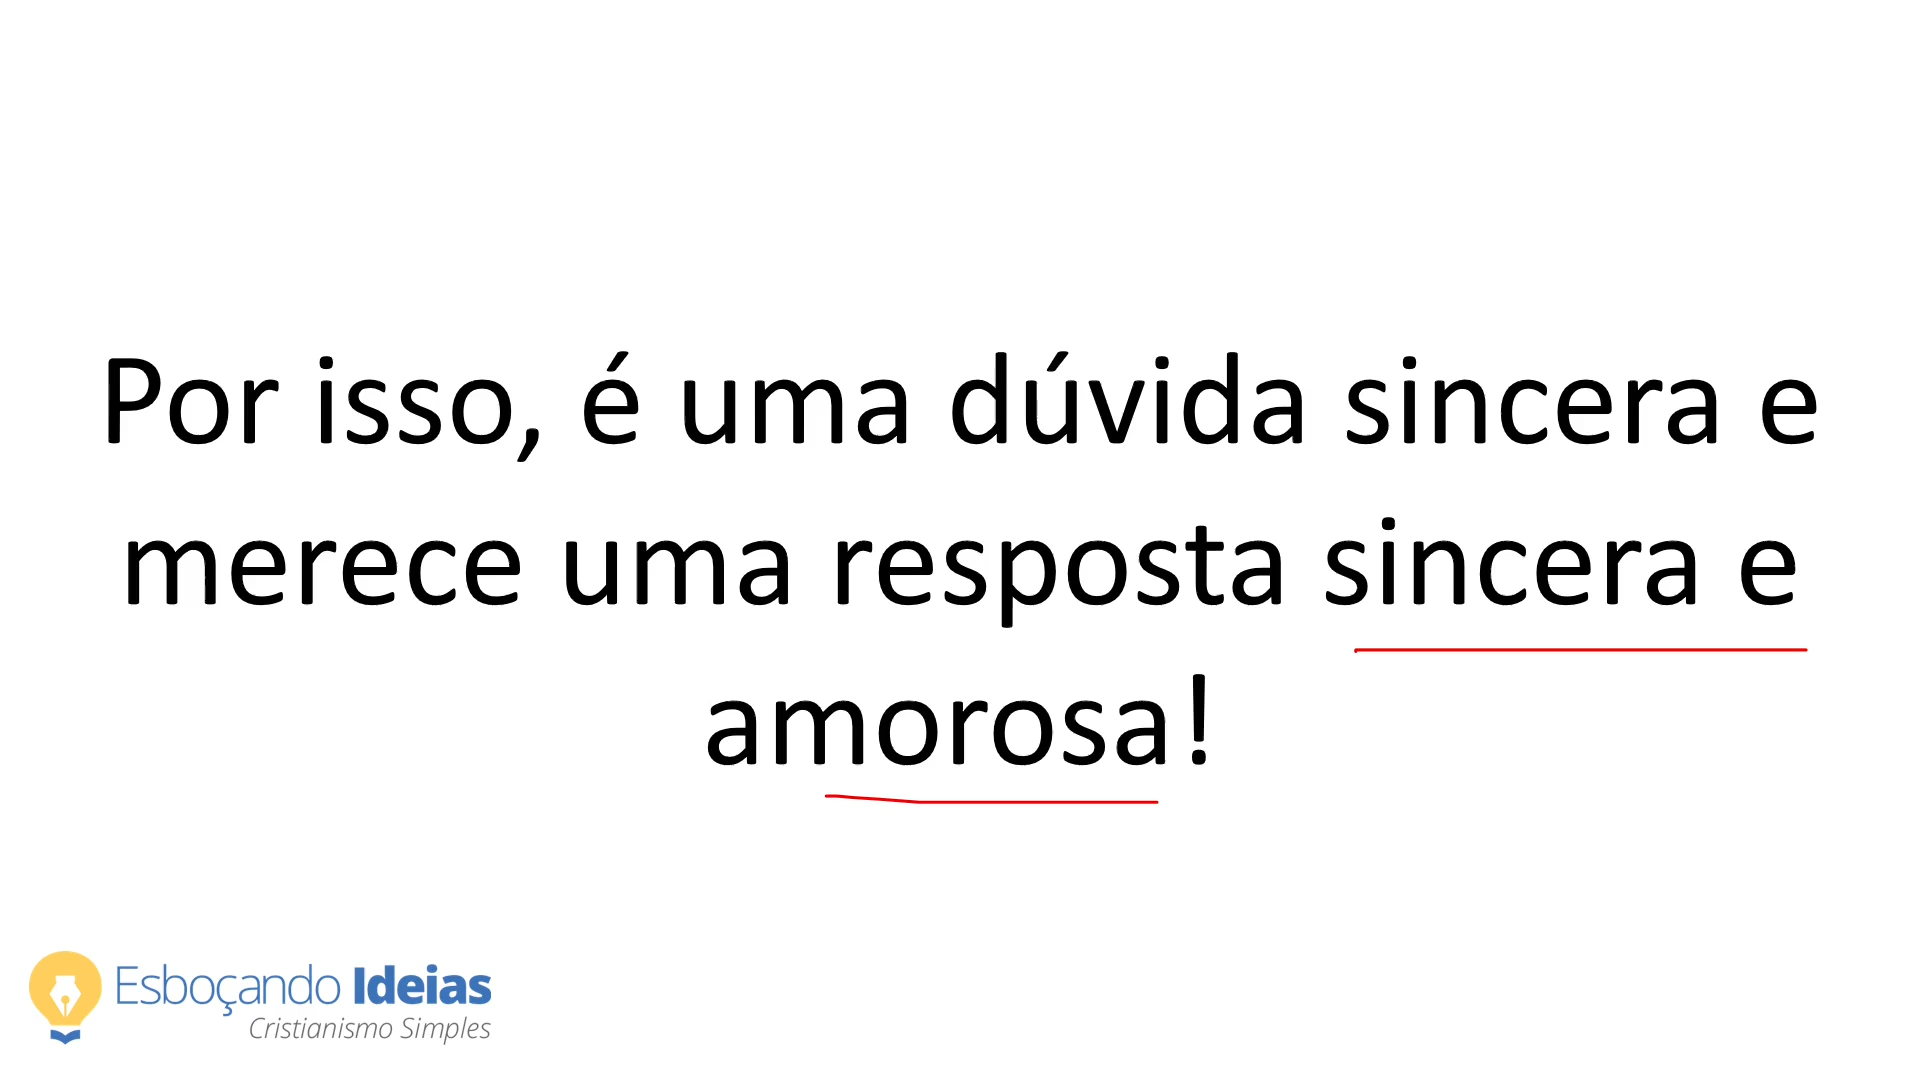 Por isso, é uma dúvida sincera e
merece uma resposta sincera e
amorosa!
Esboçando Ideias
Cristianismo Simples